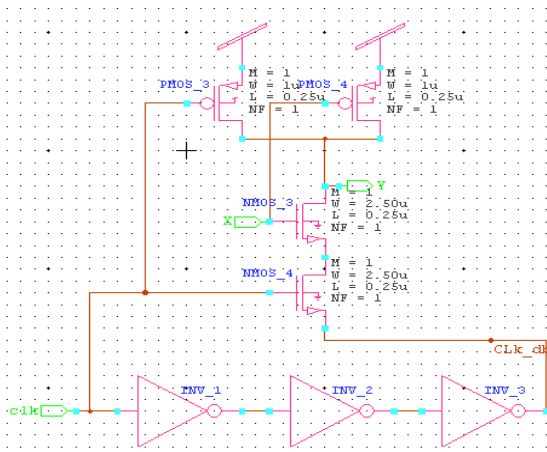 PMOS_3
M = 1
W = 1u
L = 0.25u
NF = 1
PMOS_4
M = 1
W = 1u
L = 0.25u
NF = 1
Y
NMOS_3
M = 1
W = 2.50u
L = 0.25u
NF = 1
X
NMOS_4
M = 1
W = 2.50u
L = 0.25u
NF = 1
INV_1
INV_2
INV_3
clk